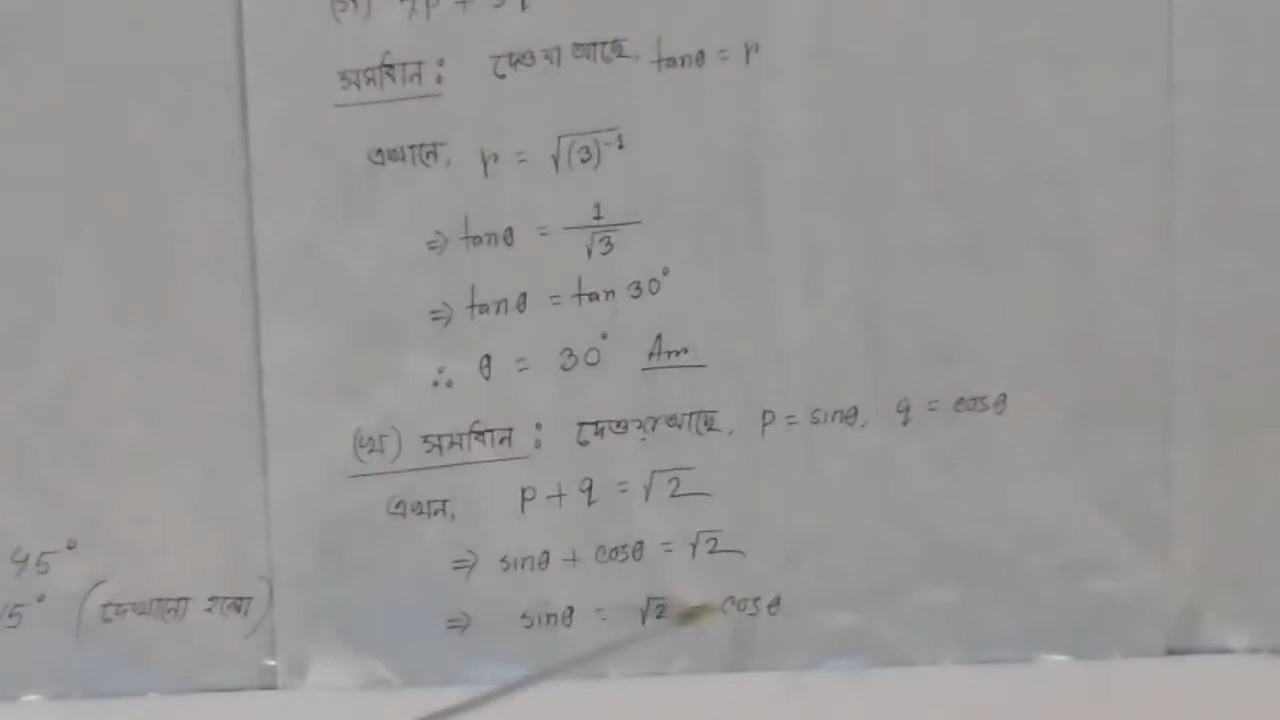 সমাধান : দেওয়া আছে, tanθ = r
এখানে, r = √(3)⁻¹
⇒ tanθ = 1/√3
⇒ tanθ = tan 30°
∴ θ = 30° Ans
(খ) সমাধান : দেওয়া আছে, p = sinθ, q = cosθ
এখন, p + q = √2
⇒ sinθ + cosθ = √2
⇒ sinθ = √2 - cosθ
45°
5° (দেখানো হলো)